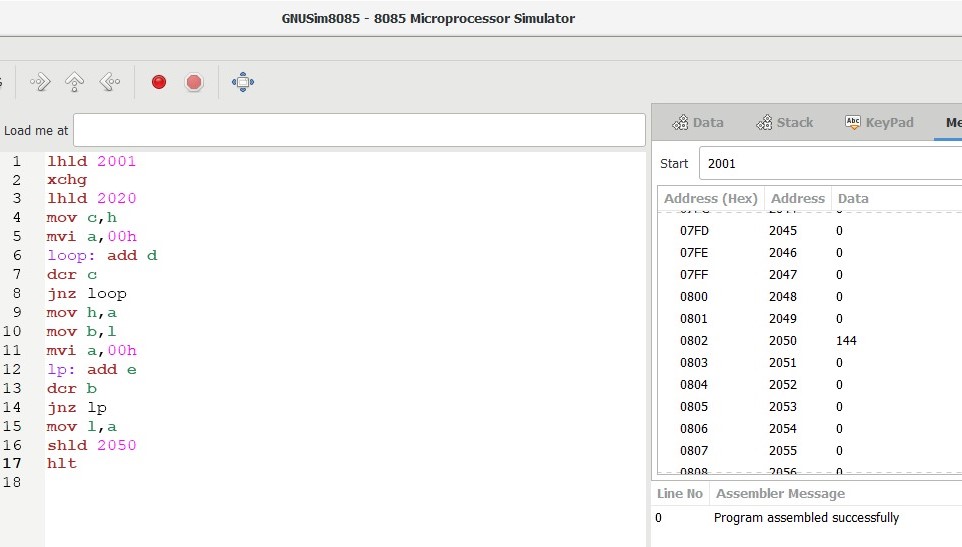 GNUSim8085 - 8085 Microprocessor Simulator
Load me at
Data Stack Abc KeyPad
Start 2001
1 lhld 2001
2 xchg
3 lhld 2020
4 mov c,h
5 mvi a,00h
6 loop: add d
7 dcr c
8 jnz loop
9 mov h,a
10 mov b,l
11 mvi a,00h
12 lp: add e
13 dcr b
14 jnz lp
15 mov l,a
16 shld 2050
17 hlt
18
Address (Hex) Address Data
07FD 2045 0
07FE 2046 0
07FF 2047 0
0800 2048 0
0801 2049 0
0802 2050 144
0803 2051 0
0804 2052 0
0805 2053 0
0806 2054 0
0807 2055 0
0808 2056 0
Line No Assembler Message
0 Program assembled successfully